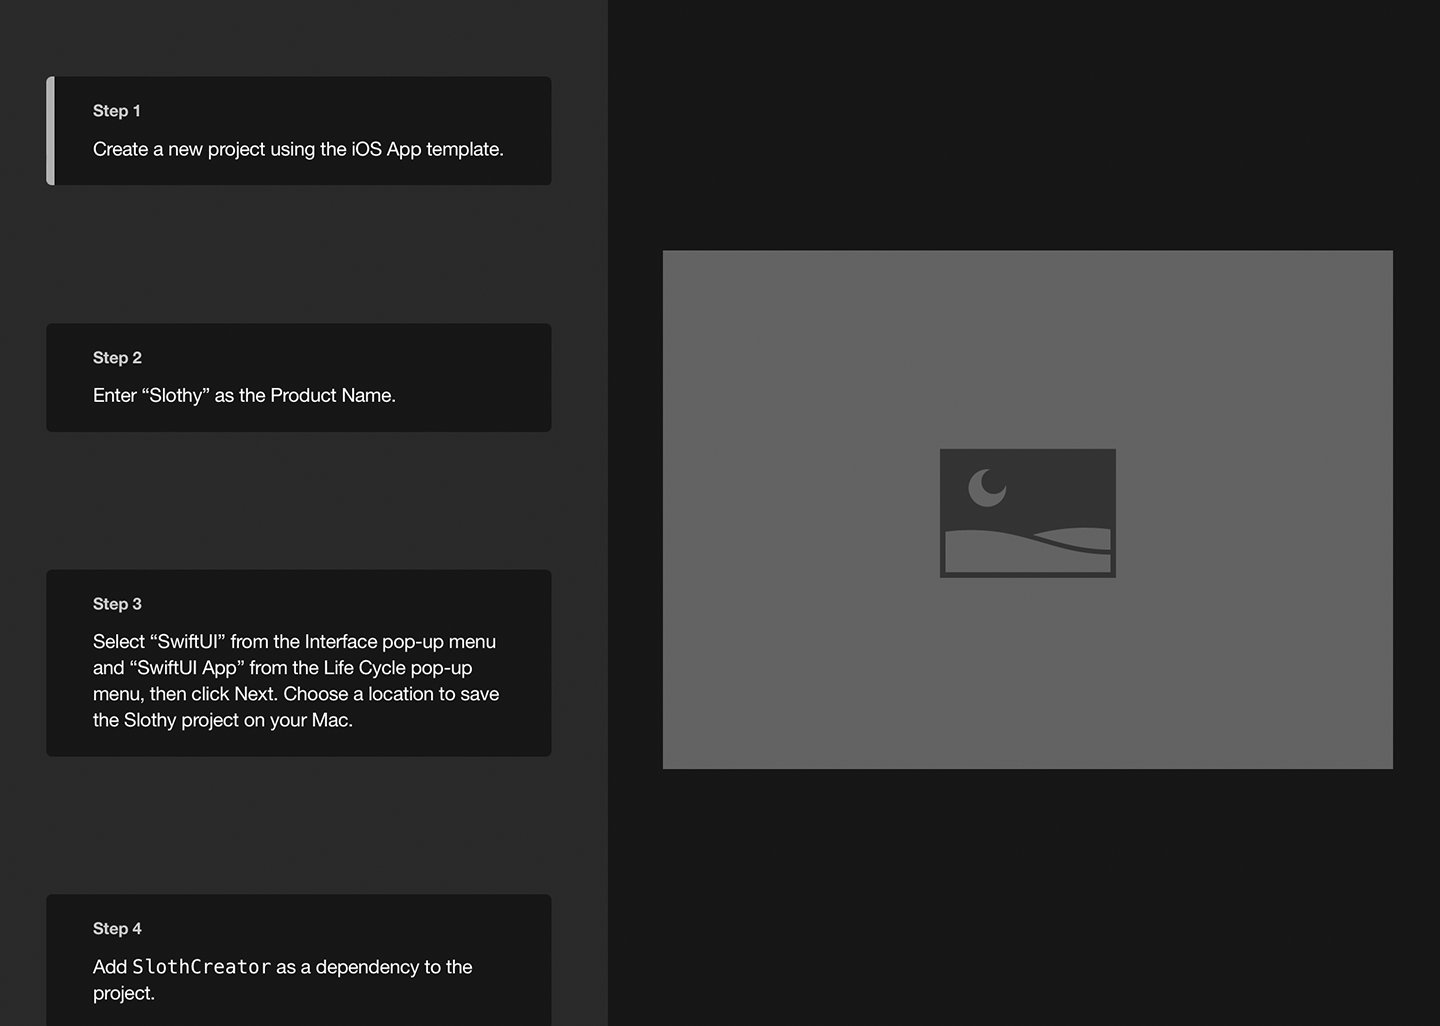 Step 1
Create a new project using the iOS App template.
Step 2
Enter “Slothy” as the Product Name.
Step 3
Select “SwiftUI” from the Interface pop-up menu
and “SwiftUI App” from the Life Cycle pop-up
menu, then click Next. Choose a location to save
the Slothy project on your Mac.
Step 4
Add SlothCreator as a dependency to the
project.